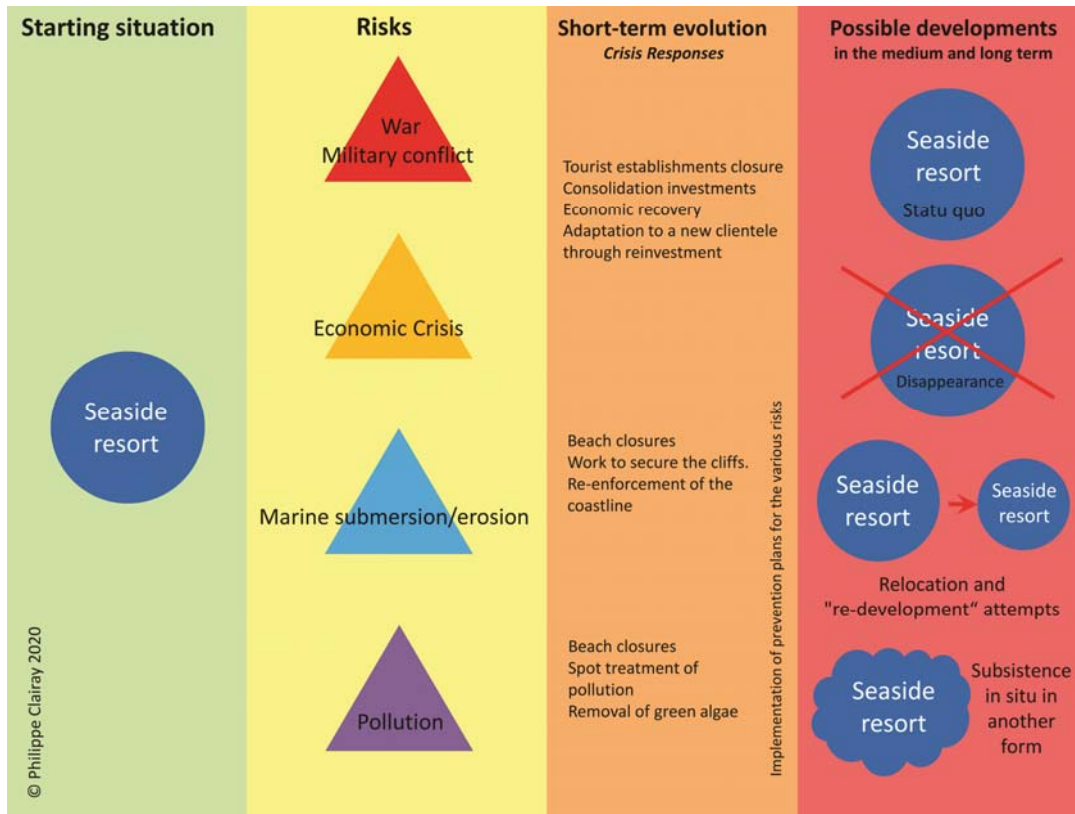 Starting situation
Seaside
resort
© Philippe Clairay 2020
Risks
War
Military conflict
Economic Crisis
Marine submersion/erosion
Pollution
Short-term evolution
Crisis Responses
Tourist establishments closure
Consolidation investments
Economic recovery
Adaptation to a new clientele
through reinvestment
Beach closures
Work to secure the cliffs.
Re-enforcement of the
coastline
Beach closures
Spot treatment of
pollution
Removal of green algae
Implementation of prevention plans for the various risks
Possible developments
in the medium and long term
Seaside
resort
Statu quo
Seaside
resort
Disappearance
Seaside
resort
Seaside
resort
Relocation and
"re-development“ attempts
Seaside
resort
Subsistence
in situ in
another
form